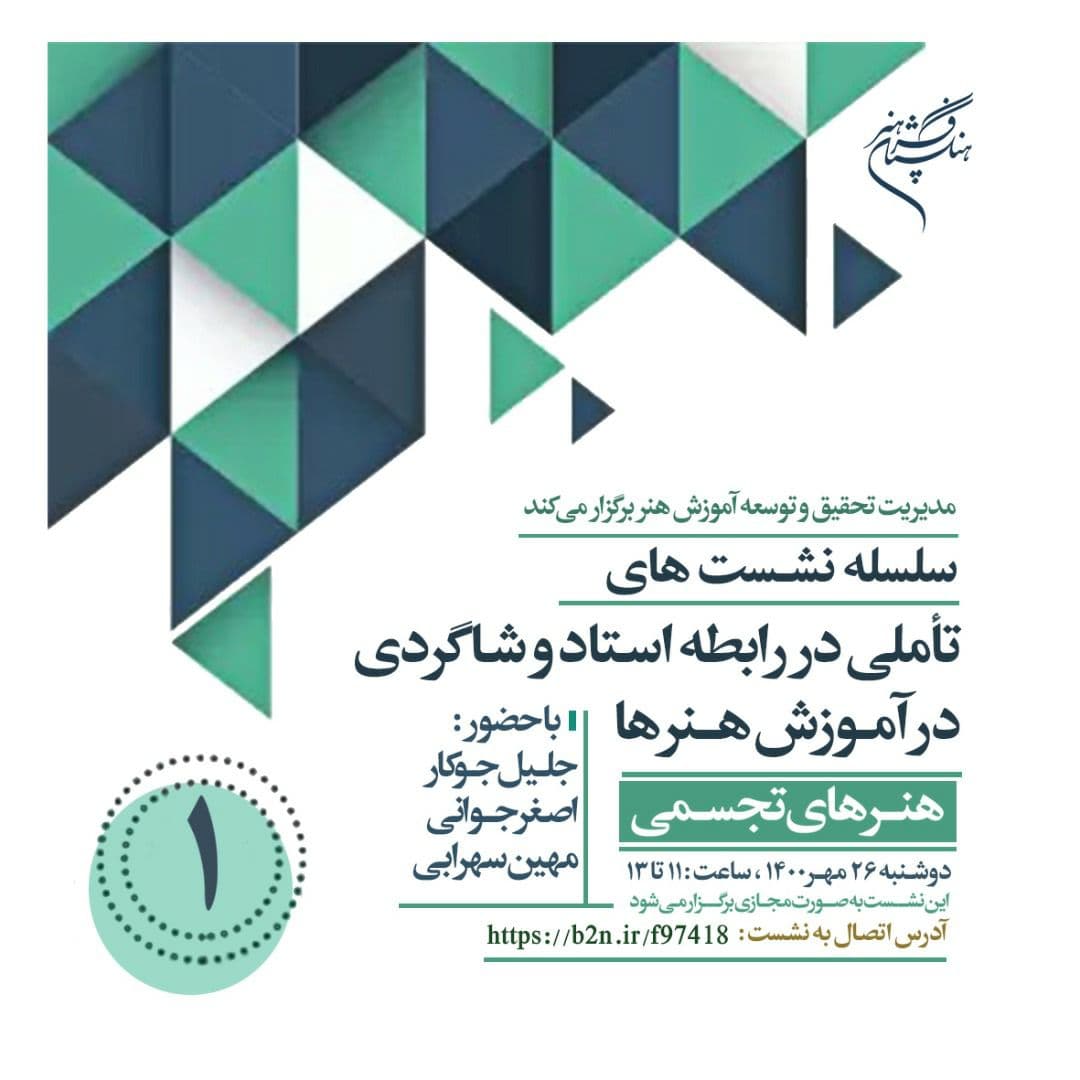 فرهنگستان هنر
مدیریت تحقیق و توسعه آموزش هنر برگزار می‌کند
سلسله نشست های
تأملی در رابطه استاد و شاگردی
در آموزش هنرها
هنرهای تجسمی
دوشنبه ۲۶ مهر ۱۴۰۰ ، ساعت : ۱۱ تا ۱۳
این نشست به صورت مجازی برگزار می شود
آدرس اتصال به نشست : https://b2n.ir/f97418
با حضور :
جلیل جوکار
اصغر جوانی
مهین سهرابی
۱